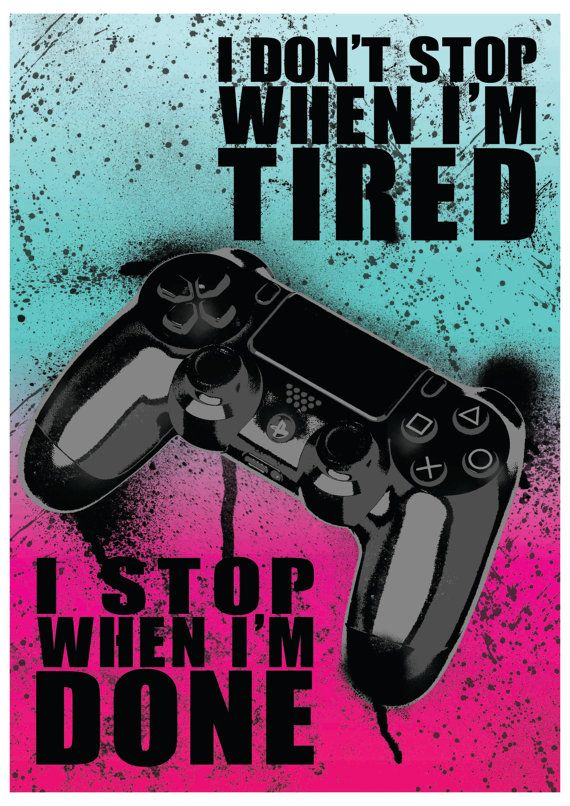 I DON'T STOP
WHEN I'M
TIRED
I STOP
WHEN I'M
DONE